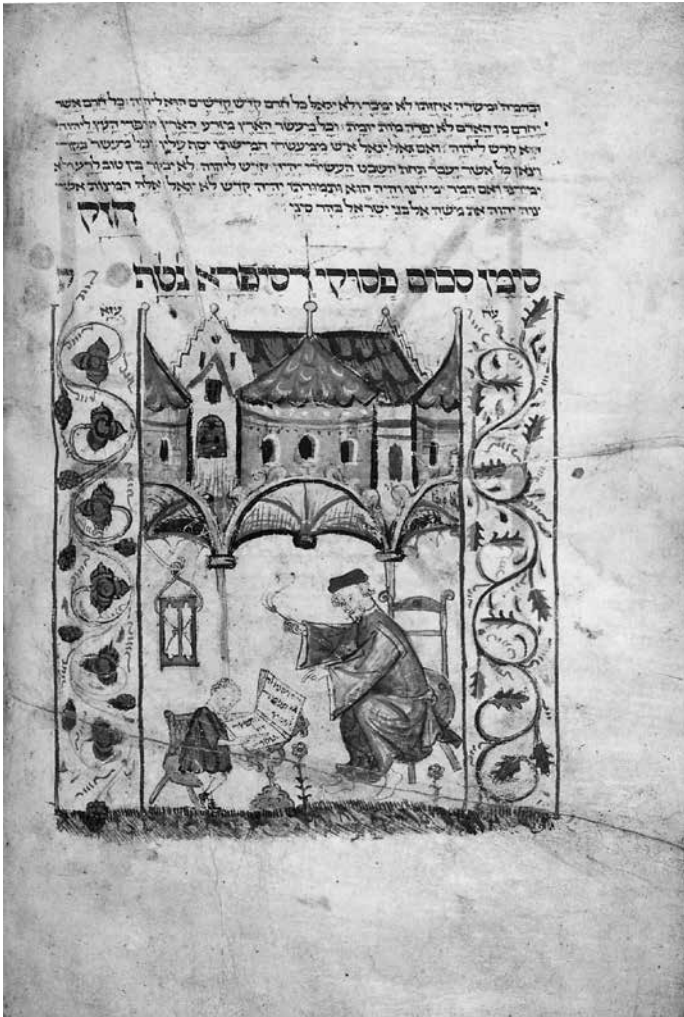 ובבהמה ומשדה אחזתו לא ימכר ולא יגאל כל חרם קדש קדשים הוא ליהוה כל חרם אשר
יחרם מן האדם לא יפדה מות יומת וכל מעשר הארץ מזרע הארץ מפרי העץ ליהוה
הוא קדש ליהוה ואם גאל יגאל איש ממעשרו חמישתו יסף עליו וכל מעשר בקר
וצאן כל אשר יעבר תחת השבט העשירי יהיה קדש ליהוה לא יבקר בין טוב לרע ולא
ימירנו ואם המר ימירנו והיה הוא ותמורתו יהיה קדש לא יגאל אלה המצות אשר
צוה יהוה את משה אל בני ישראל בהר סיני
חזק
סימן סכום פסוקי דסיפרא נטף